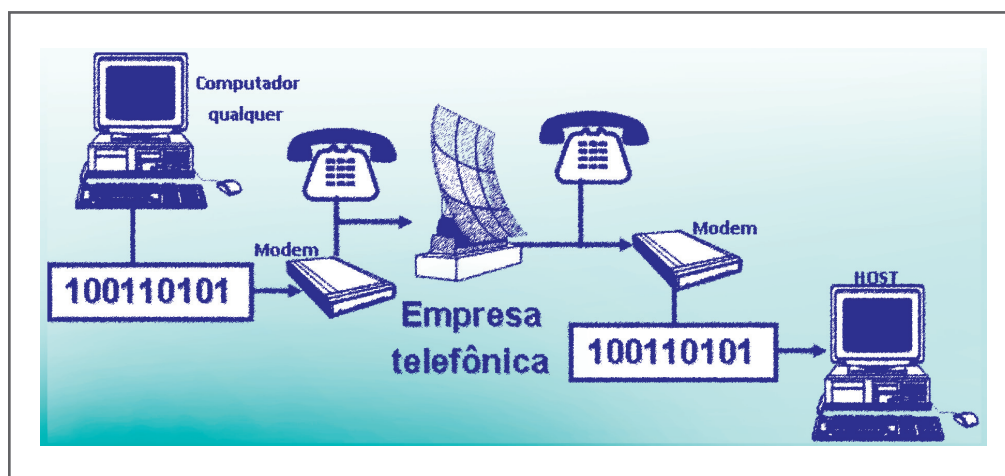 Computador
qualquer
Modem
100110101
Empresa
telefônica
Modem
100110101
HOST